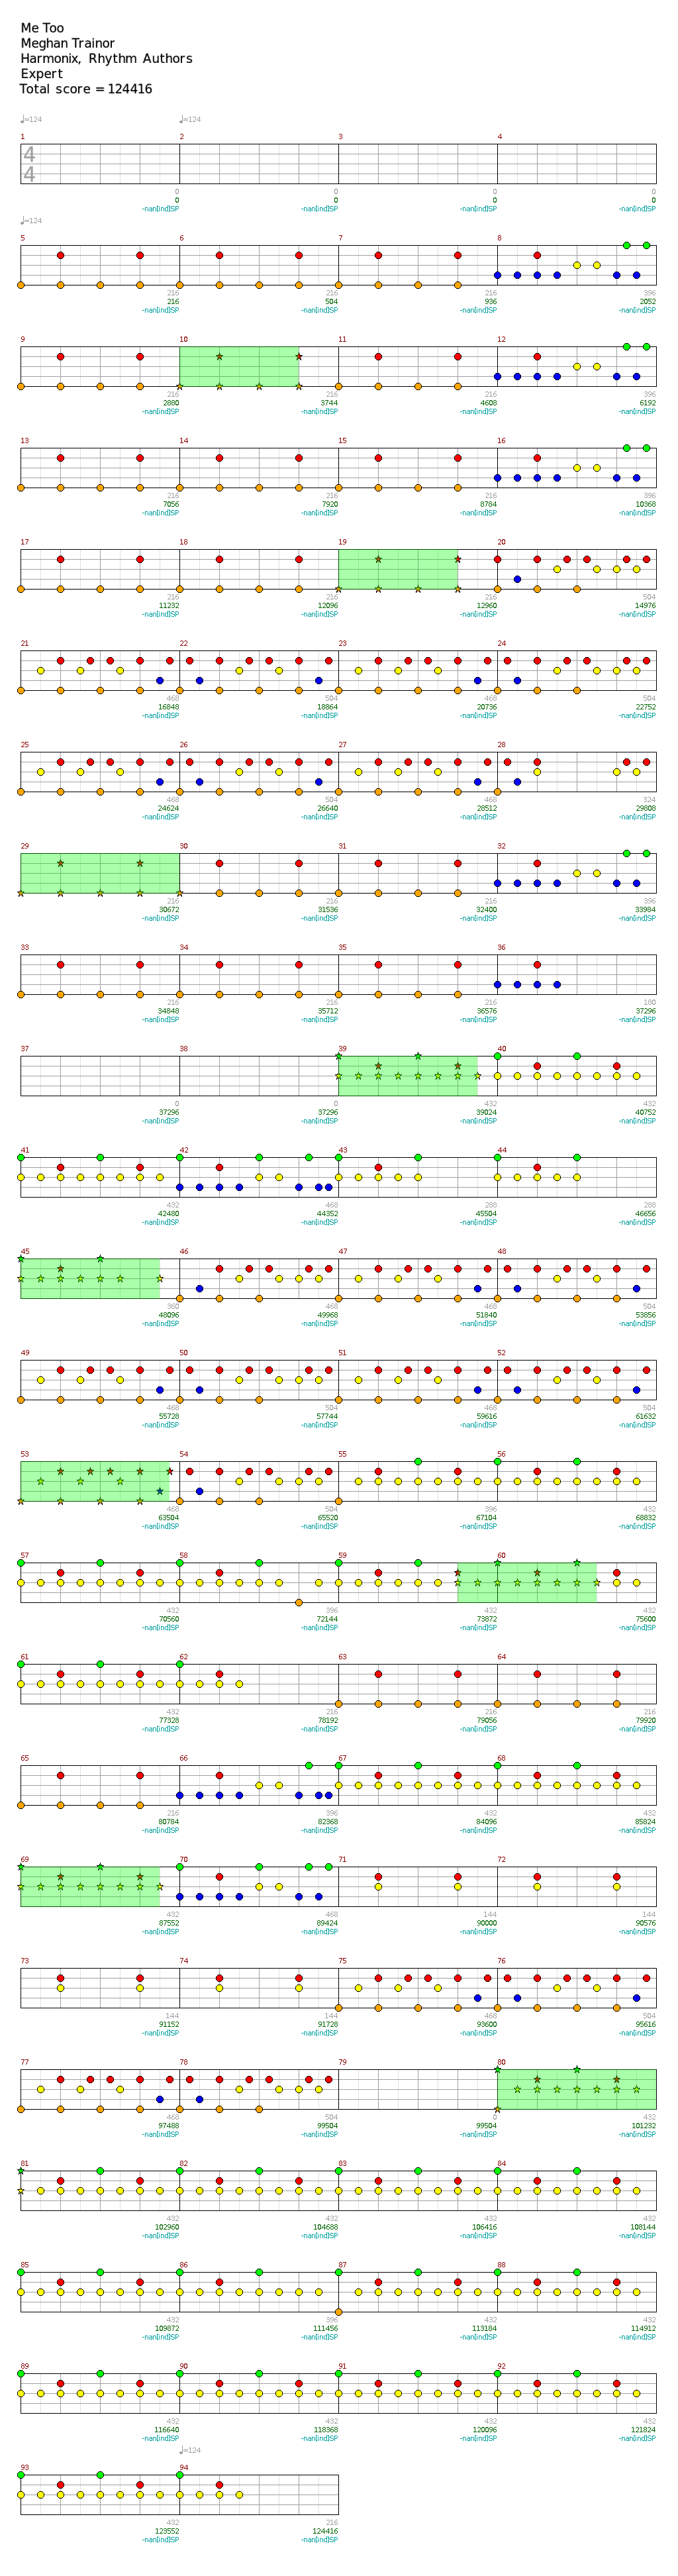 Me Too
Meghan Trainor
Harmonix, Rhythm Authors
Expert
Total score = 124416
♩=124 ♩=124
1 2 3 4
4
4
0 0 0 0
0 0 0 0
-nan(ind)SP -nan(ind)SP -nan(ind)SP -nan(ind)SP
♩=124
5 6 7 8
216 216 216 396
216 504 936 2052
-nan(ind)SP -nan(ind)SP -nan(ind)SP -nan(ind)SP
9 10 11 12
216 216 216 396
2880 3744 4608 6192
-nan(ind)SP -nan(ind)SP -nan(ind)SP -nan(ind)SP
13 14 15 16
216 216 216 396
7056 7920 8784 10368
-nan(ind)SP -nan(ind)SP -nan(ind)SP -nan(ind)SP
17 18 19 20
216 216 216 504
11232 12096 12960 14976
-nan(ind)SP -nan(ind)SP -nan(ind)SP -nan(ind)SP
21 22 23 24
468 504 468 504
16848 18864 20736 22752
-nan(ind)SP -nan(ind)SP -nan(ind)SP -nan(ind)SP
25 26 27 28
468 504 468 324
24624 26640 28512 29808
-nan(ind)SP -nan(ind)SP -nan(ind)SP -nan(ind)SP
29 30 31 32
216 216 216 396
30672 31536 32400 33984
-nan(ind)SP -nan(ind)SP -nan(ind)SP -nan(ind)SP
33 34 35 36
216 216 216 180
34848 35712 36576 37296
-nan(ind)SP -nan(ind)SP -nan(ind)SP -nan(ind)SP
37 38 39 40
0 0 432 432
37296 37296 39024 40752
-nan(ind)SP -nan(ind)SP -nan(ind)SP -nan(ind)SP
41 42 43 44
432 468 288 288
42480 44352 45504 46656
-nan(ind)SP -nan(ind)SP -nan(ind)SP -nan(ind)SP
45 46 47 48
360 468 468 504
48096 49968 51840 53856
-nan(ind)SP -nan(ind)SP -nan(ind)SP -nan(ind)SP
49 50 51 52
468 504 468 504
55728 57744 59616 61632
-nan(ind)SP -nan(ind)SP -nan(ind)SP -nan(ind)SP
53 54 55 56
468 504 396 432
63504 65520 67104 68832
-nan(ind)SP -nan(ind)SP -nan(ind)SP -nan(ind)SP
57 58 59 60
432 396 432 432
70560 72144 73872 75600
-nan(ind)SP -nan(ind)SP -nan(ind)SP -nan(ind)SP
61 62 63 64
432 216 216 216
77328 78192 79056 79920
-nan(ind)SP -nan(ind)SP -nan(ind)SP -nan(ind)SP
65 66 67 68
216 396 432 432
80784 82368 84096 85824
-nan(ind)SP -nan(ind)SP -nan(ind)SP -nan(ind)SP
69 70 71 72
432 468 144 144
87552 89424 90000 90576
-nan(ind)SP -nan(ind)SP -nan(ind)SP -nan(ind)SP
73 74 75 76
144 144 468 504
91152 91728 93600 95616
-nan(ind)SP -nan(ind)SP -nan(ind)SP -nan(ind)SP
77 78 79 80
468 504 0 432
97488 99504 99504 101232
-nan(ind)SP -nan(ind)SP -nan(ind)SP -nan(ind)SP
81 82 83 84
432 432 432 432
102960 104688 106416 108144
-nan(ind)SP -nan(ind)SP -nan(ind)SP -nan(ind)SP
85 86 87 88
432 396 432 432
109872 111456 113184 114912
-nan(ind)SP -nan(ind)SP -nan(ind)SP -nan(ind)SP
89 90 91 92
432 432 432 432
116640 118368 120096 121824
-nan(ind)SP -nan(ind)SP -nan(ind)SP -nan(ind)SP
♩=124
93 94
432 216
123552 124416
-nan(ind)SP -nan(ind)SP